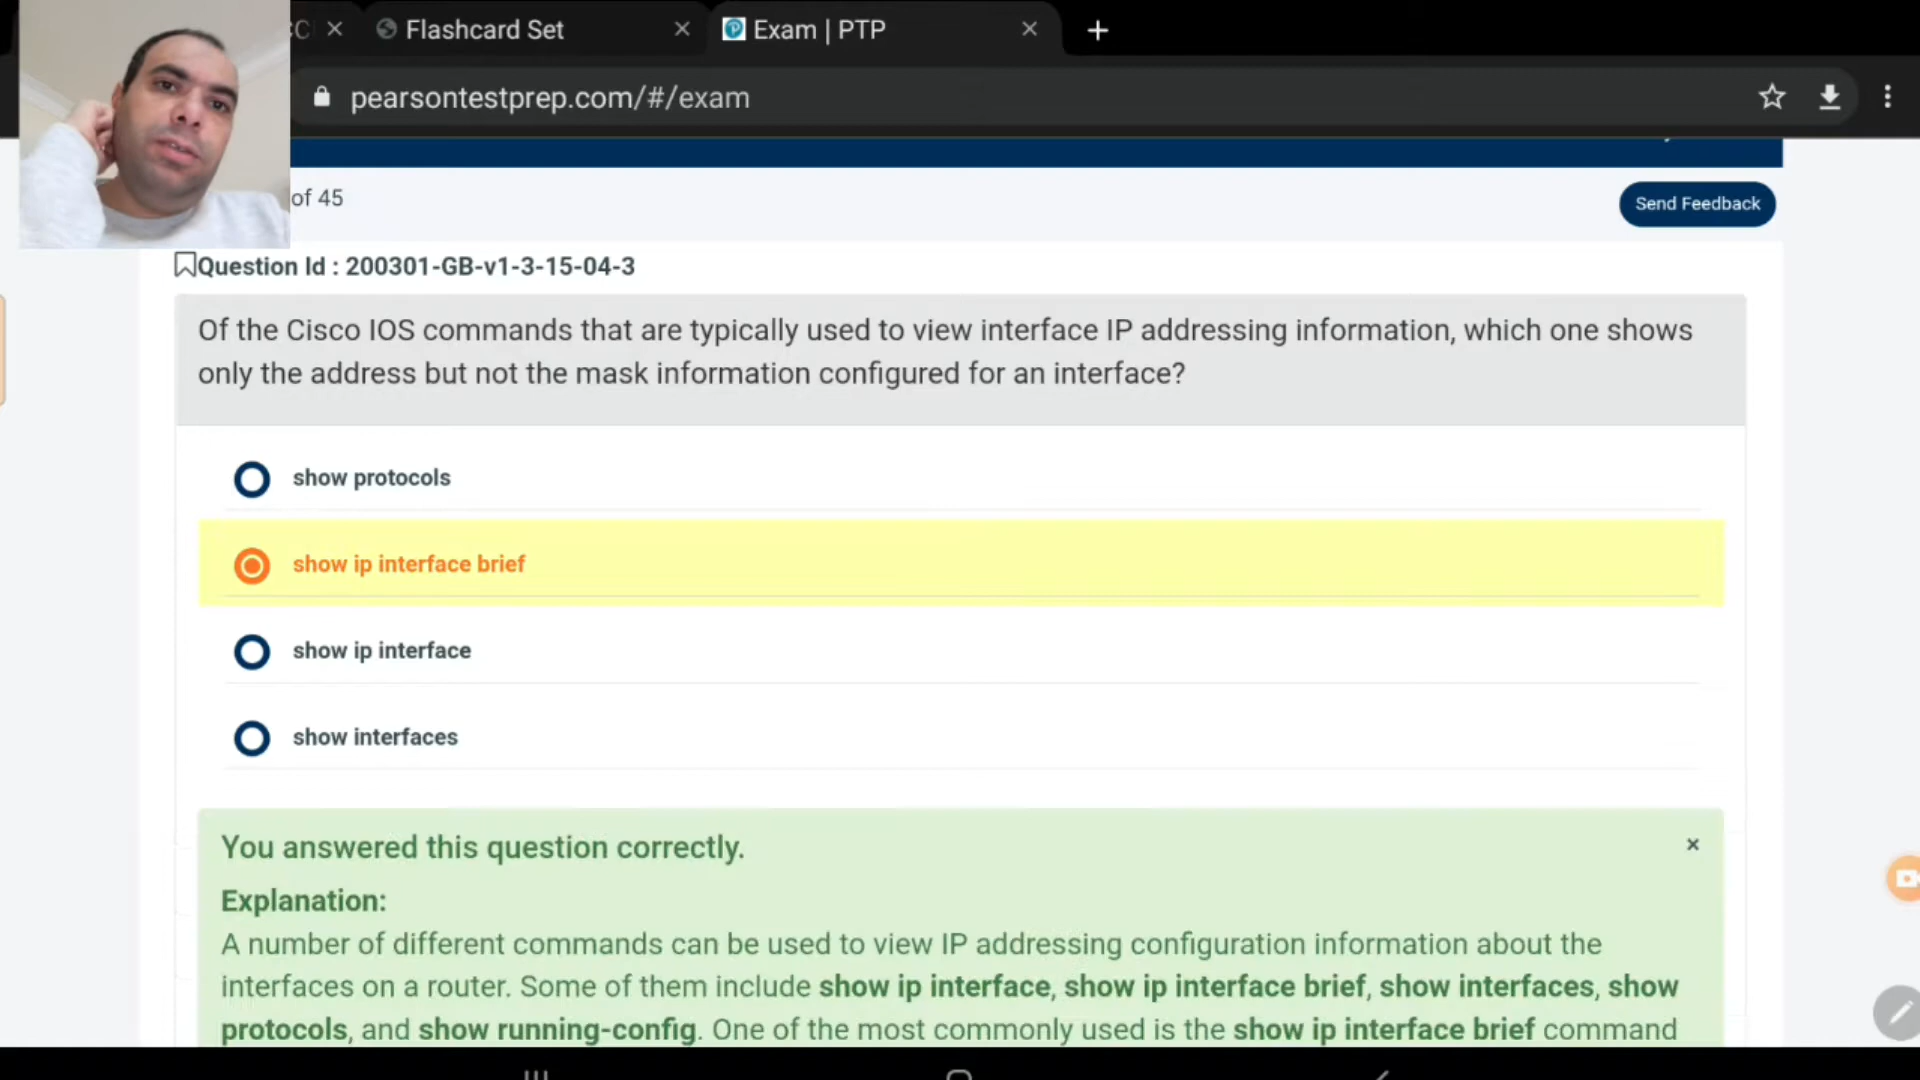 Flashcard Set
Exam | PTP
pearsontestprep.com/#/exam
of 45
Send Feedback
Question Id : 200301-GB-v1-3-15-04-3
Of the Cisco IOS commands that are typically used to view interface IP addressing information, which one shows
only the address but not the mask information configured for an interface?
show protocols
show ip interface brief
show ip interface
show interfaces
You answered this question correctly.
Explanation:
A number of different commands can be used to view IP addressing configuration information about the
interfaces on a router. Some of them include show ip interface, show ip interface brief, show interfaces, show
protocols, and show running-config. One of the most commonly used is the show ip interface brief command